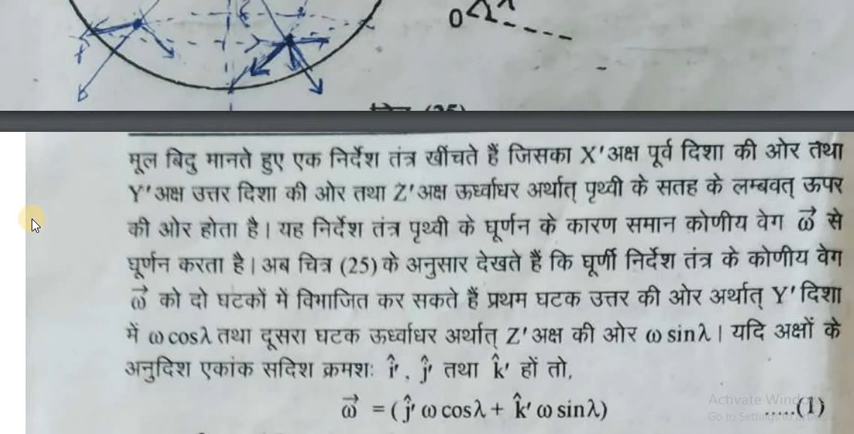 0 λ
मूल बिदु मानते हुए एक निर्देश तंत्र खींचते हैं जिसका X′अक्ष पूर्व दिशा की ओर तथा
Y′अक्ष उत्तर दिशा की ओर तथा Z′अक्ष ऊर्ध्वाधर अर्थात् पृथ्वी के सतह के लम्बवत् ऊपर
की ओर होता है। यह निर्देश तंत्र पृथ्वी के घूर्णन के कारण समान कोणीय वेग ω⃗ से
घूर्णन करता है। अब चित्र (25) के अनुसार देखते हैं कि घूर्णी निर्देश तंत्र के कोणीय वेग
ω⃗ को दो घटकों में विभाजित कर सकते हैं प्रथम घटक उत्तर की ओर अर्थात् Y′दिशा
में ω cosλ तथा दूसरा घटक ऊर्ध्वाधर अर्थात् Z′अक्ष की ओर ω sinλ। यदि अक्षों के
अनुदिश एकांक सदिश क्रमशः î′, ĵ′ तथा k̂′ हों तो,
ω⃗ = (ĵ′ ω cosλ + k̂′ ω sinλ) .....(1)
Activate Windows